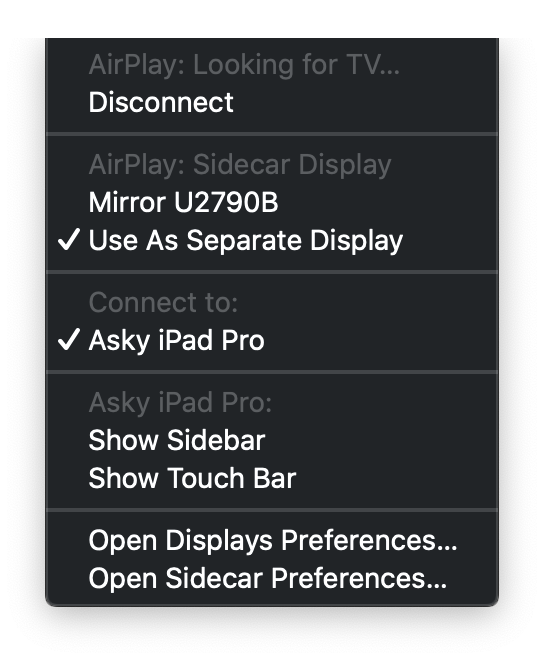 AirPlay: Looking for TV...
Disconnect
AirPlay: Sidecar Display
Mirror U2790B
✓ Use As Separate Display
Connect to:
✓ Asky iPad Pro
Asky iPad Pro:
Show Sidebar
Show Touch Bar
Open Displays Preferences...
Open Sidecar Preferences...